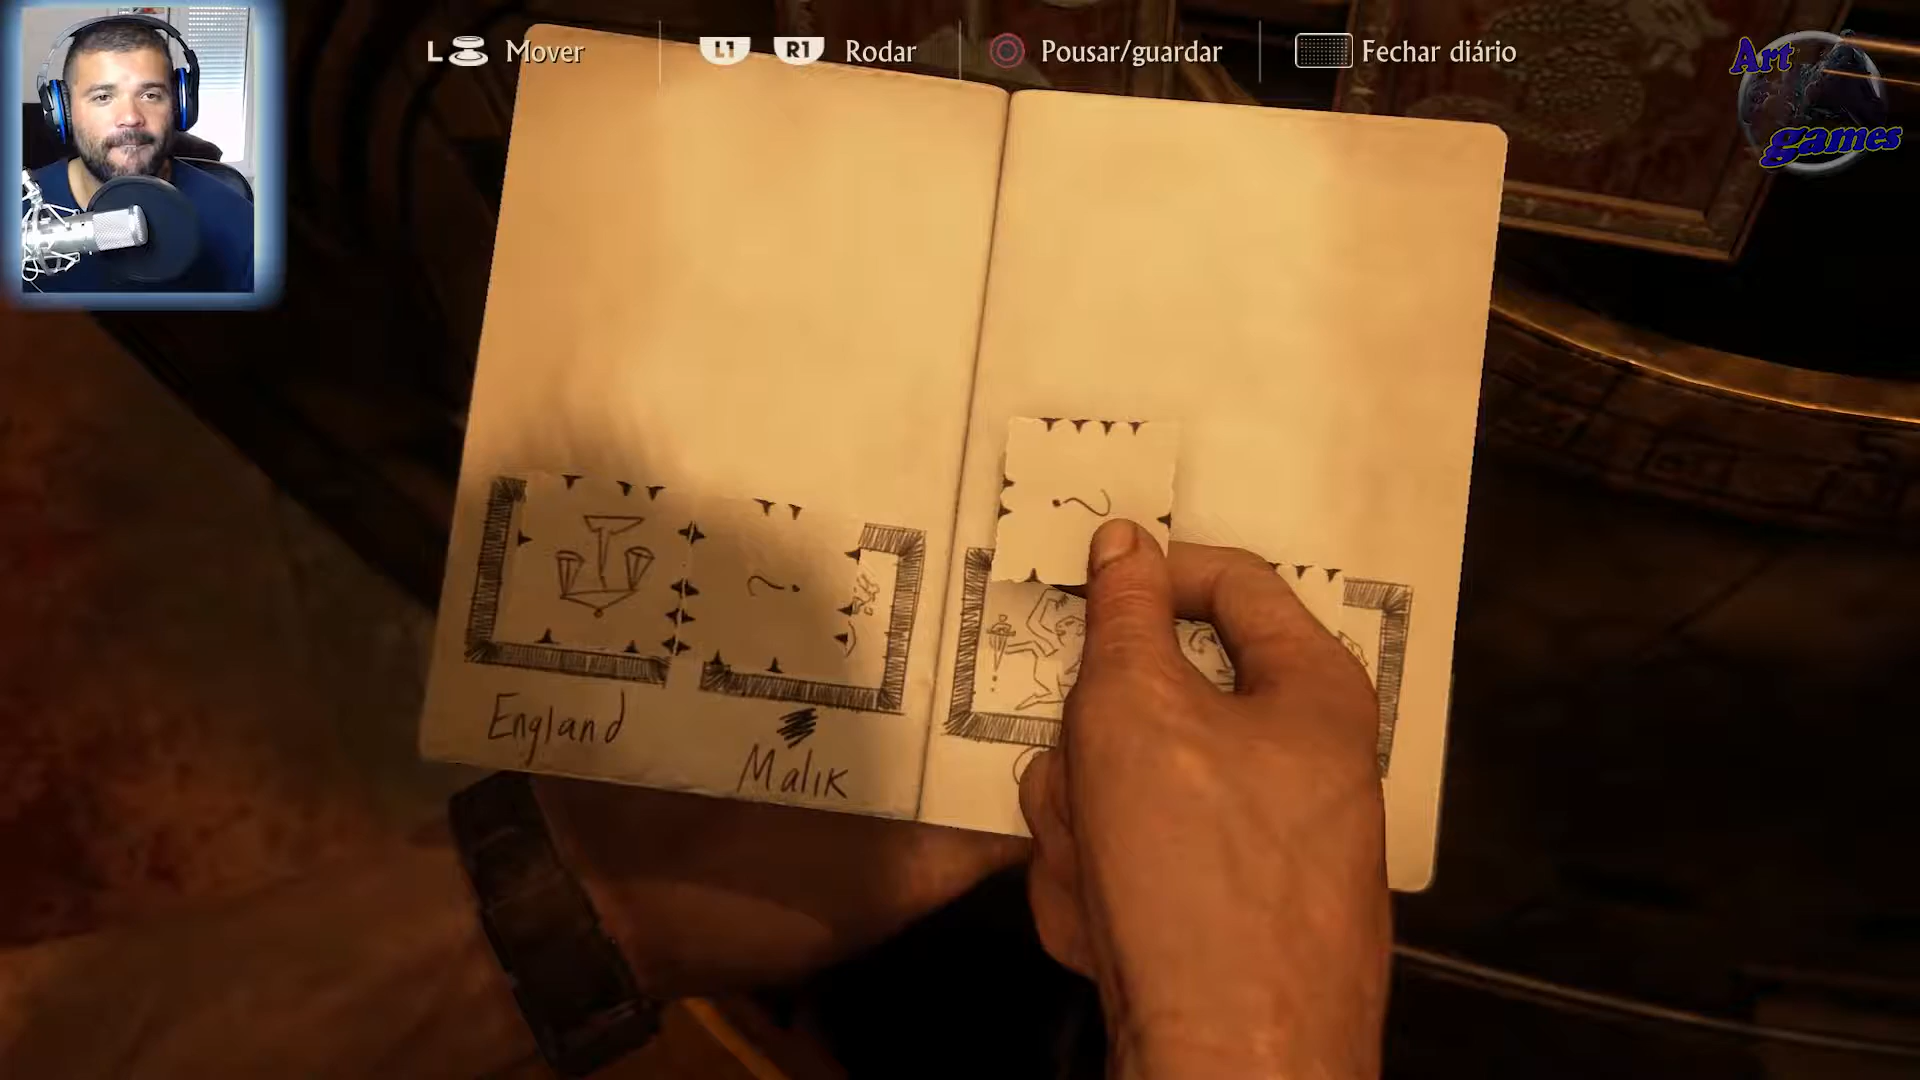 L Mover L1 R1 Rodar Pousar/guardar Fechar diário
Art
games
?
?
England
Malik